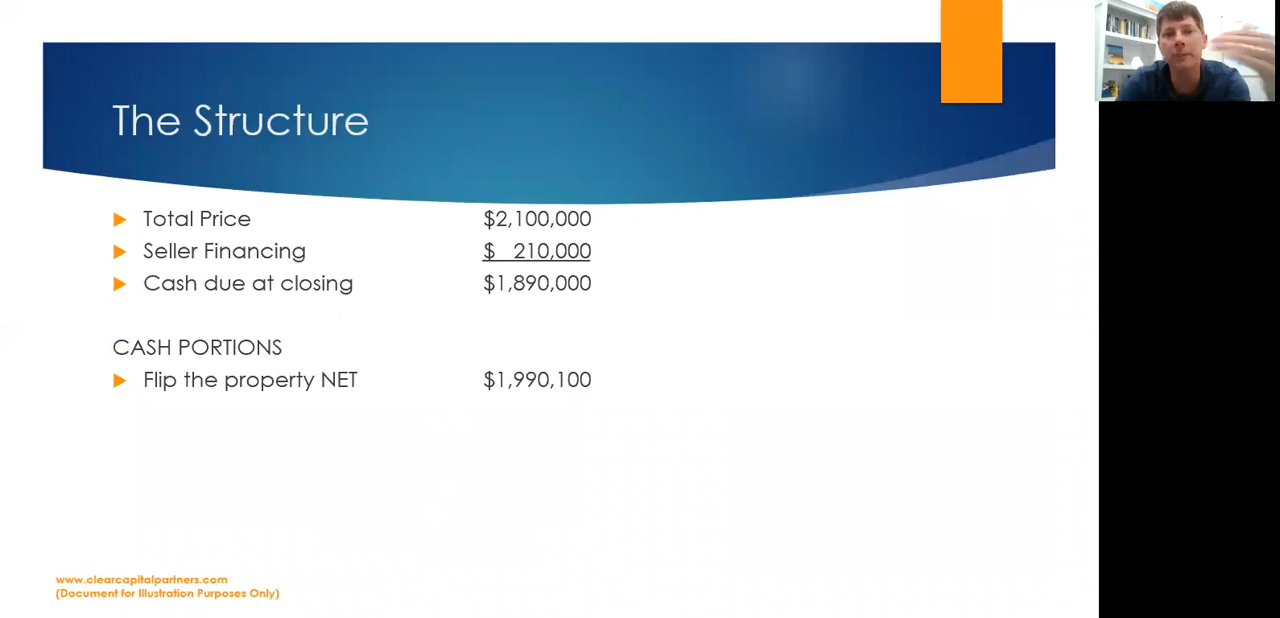 The Structure
Total Price $2,100,000
Seller Financing $ 210,000
Cash due at closing $1,890,000
CASH PORTIONS
Flip the property NET $1,990,100
www.clearcapitalpartners.com
(Document for Illustration Purposes Only)